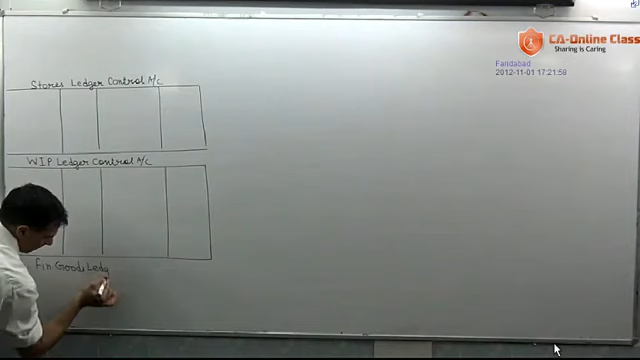 CA-Online Class
Sharing is Caring
Faridabad
2012-11-01 17:21:58
Stores Ledger Control A/c
WIP Ledger Control A/c
Fin. Goods Ledg